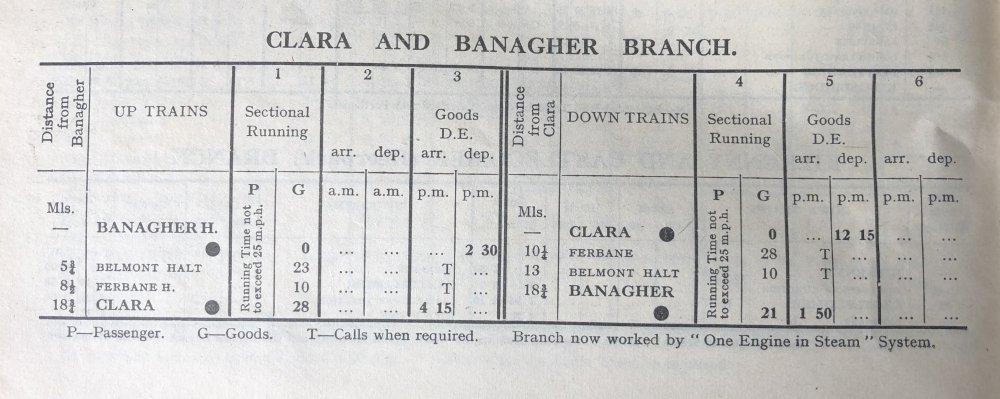 CLARA AND BANAGHER BRANCH.
Distance from Banagher UP TRAINS 1 2 3 Distance from Clara DOWN TRAINS 4 5 6
Sectional Running Goods D.E. Sectional Running Goods D.E.
arr. dep. arr. dep. arr. dep. arr. dep.
P G a.m. a.m. p.m. p.m. P G p.m. p.m. p.m. p.m.
Mls. Running Time not to exceed 25 m.p.h. Mls. Running Time not to exceed 25 m.p.h.
— BANAGHER H. — CLARA 0 ... 12 15 ... ...
0 ... ... ... 2 30 10¼ FERBANE 28 T ... ... ...
5¾ BELMONT HALT 23 ... ... T ... 13 BELMONT HALT 10 T ... ... ...
8½ FERBANE H. 10 ... ... T ... 18¾ BANAGHER
18¾ CLARA 28 ... ... 4 15 ... 21 1 50 ... ... ...
P—Passenger. G—Goods. T—Calls when required. Branch now worked by " One Engine in Steam " System.